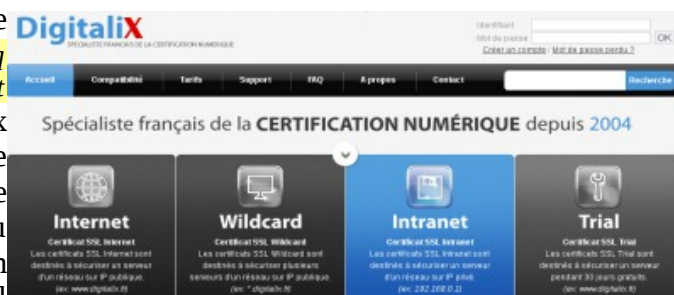 DigitaliX
SPÉCIALISTE FRANÇAIS DE LA CERTIFICATION NUMÉRIQUE
Identifiant
Mot de passe
OK
Créer un compte / Mot de passe perdu ?
Accueil Compatibilité Tarifs Support FAQ A propos Contact Recherche
Spécialiste français de la CERTIFICATION NUMÉRIQUE depuis 2004
Internet
Certificat SSL Internet
Les certificats SSL Internet sont
destinés à sécuriser un serveur
d'un réseau sur IP publique.
(ex: www.digitalix.fr)
Wildcard
Certificat SSL Wildcard
Les certificats SSL Wildcard sont
destinés à sécuriser plusieurs
serveurs d'un réseau sur IP publique.
(ex: *.digitalix.fr)
Intranet
Certificat SSL Intranet
Les certificats SSL Intranet sont
destinés à sécuriser un serveur
d'un réseau sur IP privé.
(ex: 192.168.0.1)
Trial
Certificat SSL Trial
Les certificats SSL Trial sont
destinés à sécuriser un serveur
pendant 30 jours gratuits.
(ex: www.digitalix.fr)